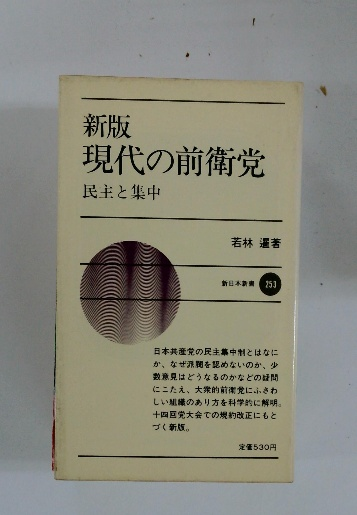 新版
現代の前衛党
民主と集中
若林 暹著
新日本新書 253
日本共産党の民主集中制とはなに
か、なぜ派閥を認めないのか、少
数意見はどうなるのかなどの疑問
にこたえ、大衆的前衛党にふさわ
しい組織のあり方を科学的に解明。
十四回党大会での規約改正にもと
づく新版。
定価530円